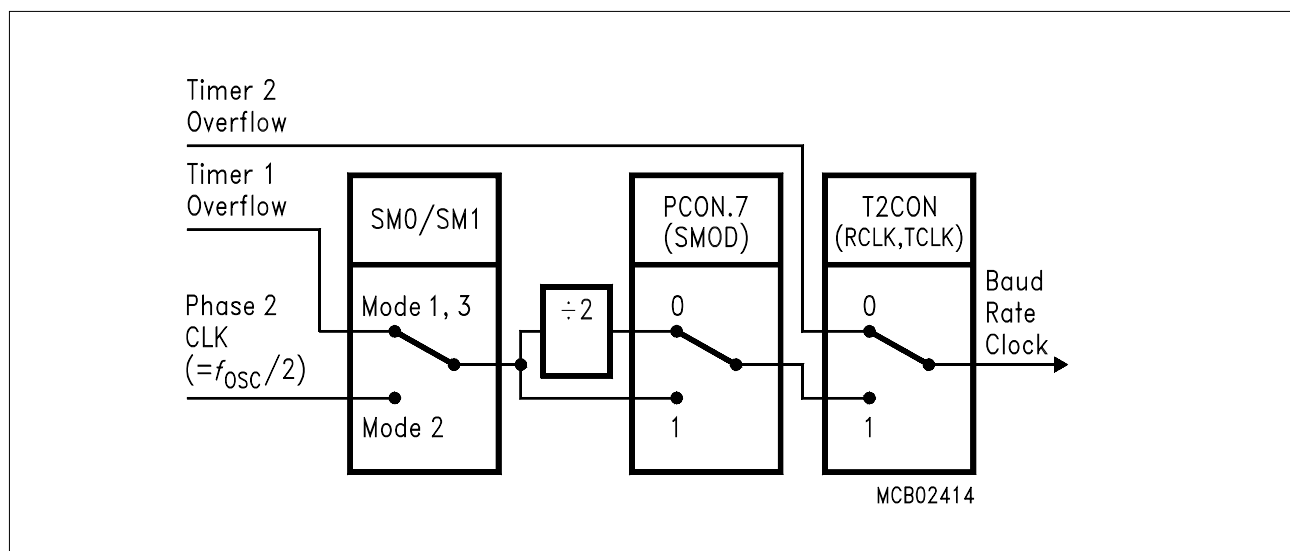 Timer 2
Overflow
Timer 1
Overflow
Phase 2
CLK
(=fOSC/2)
SM0/SM1
Mode 1, 3
Mode 2
÷2
PCON.7
(SMOD)
0
1
T2CON
(RCLK,TCLK)
0
1
Baud
Rate
Clock
MCB02414